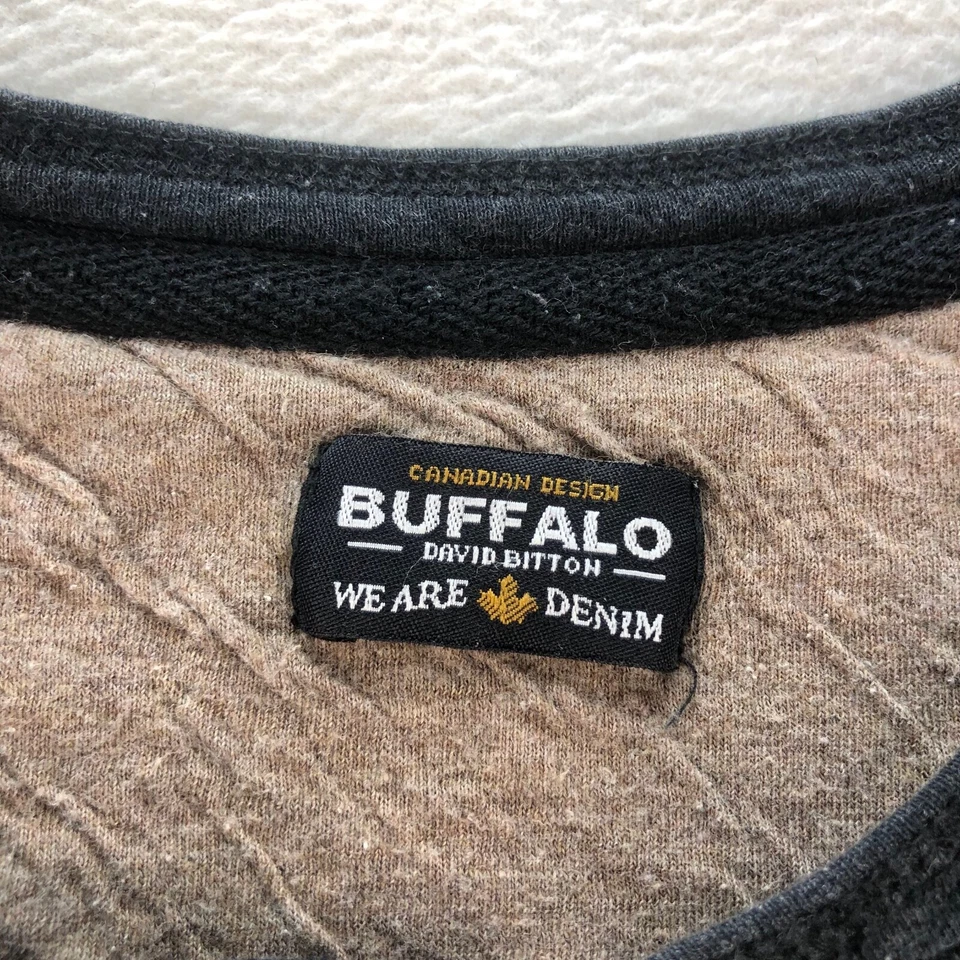 CANADIAN DESIGN
BUFFALO
DAVID BITTON
WE ARE DENIM